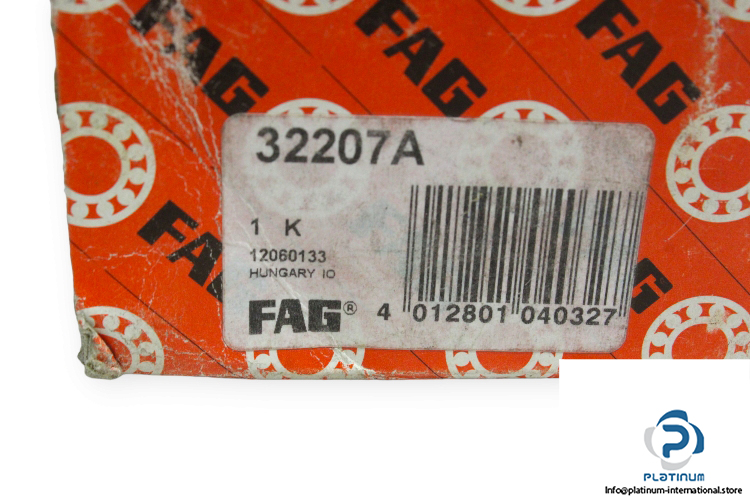 FAG
FAG
FAG
FAG
FAG
32207A
1 K
12060133
HUNGARY IO
FAG®
4 012801 040327
PLATINUM
Info@platinum-international.store